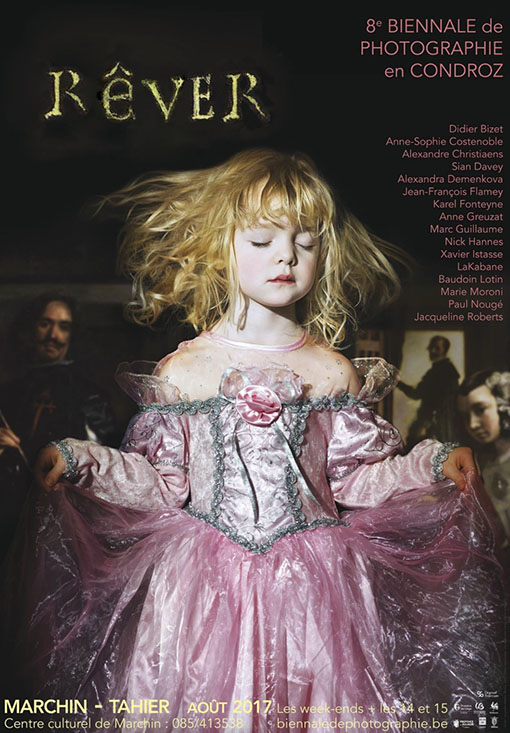 8e BIENNALE de
PHOTOGRAPHIE
en CONDROZ
RÊVER
Didier Bizet
Anne-Sophie Costenoble
Alexandre Christiaens
Sian Davey
Alexandra Demenkova
Jean-François Flamey
Karel Fonteyne
Anne Greuzat
Marc Guillaume
Nick Hannes
Xavier Istasse
LaKabane
Baudoin Lotin
Marie Moroni
Paul Nougé
Jacqueline Roberts
MARCHIN - TAHIER AOÛT 2017 Les week-ends + les 14 et 15
Centre culturel de Marchin : 085/413538 biennaledephotographie.be